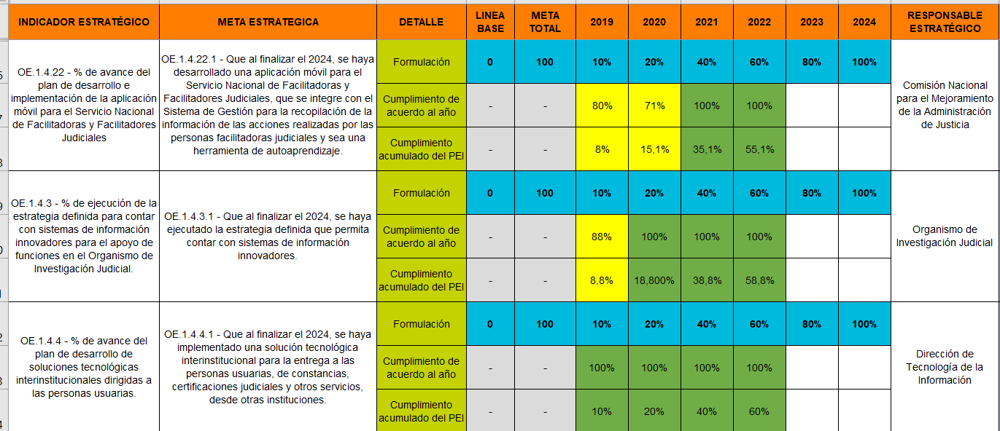 INDICADOR ESTRATÉGICO META ESTRATEGICA DETALLE LINEA BASE META TOTAL 2019 2020 2021 2022 2023 2024 RESPONSABLE ESTRATÉGICO
OE.1.4.22 - % de avance del
plan de desarrollo e
implementación de la aplicación
móvil para el Servicio Nacional
de Facilitadoras y Facilitadores
Judiciales
OE.1.4.22.1 - Que al finalizar el 2024, se haya
desarrollado una aplicación móvil para el
Servicio Nacional de Facilitadoras y
Facilitadores Judiciales, que se integre con el
Sistema de Gestión para la recopilación de la
información de las acciones realizadas por las
personas facilitadoras judiciales y sea una
herramienta de autoaprendizaje.
Formulación 0 100 10% 20% 40% 60% 80% 100%
Cumplimiento de
acuerdo al año - - 80% 71% 100% 100%
Cumplimiento
acumulado del PEI - - 8% 15,1% 35,1% 55,1%
Comisión Nacional
para el Mejoramiento
de la Administración
de Justicia
OE.1.4.3 - % de ejecución de la
estrategia definida para contar
con sistemas de información
innovadores para el apoyo de
funciones en el Organismo de
Investigación Judicial.
OE.1.4.3.1 - Que al finalizar el 2024, se haya
ejecutado la estrategia definida que permita
contar con sistemas de información
innovadores.
Formulación 0 100 10% 20% 40% 60% 80% 100%
Cumplimiento de
acuerdo al año - - 88% 100% 100% 100%
Cumplimiento
acumulado del PEI - - 8,8% 18,800% 38,8% 58,8%
Organismo de
Investigación Judicial
OE.1.4.4 - % de avance del
plan de desarrollo de
soluciones tecnológicas
interinstitucionales dirigidas a
las personas usuarias.
OE.1.4.4.1 - Que al finalizar el 2024, se haya
implementado una solución tecnológica
interinstitucional para la entrega a las
personas usuarias, de constancias,
certificaciones judiciales y otros servicios,
desde otras instituciones.
Formulación 0 100 10% 20% 40% 60% 80% 100%
Cumplimiento de
acuerdo al año - - 100% 100% 100% 100%
Cumplimiento
acumulado del PEI - - 10% 20% 40% 60%
Dirección de
Tecnología de la
Información